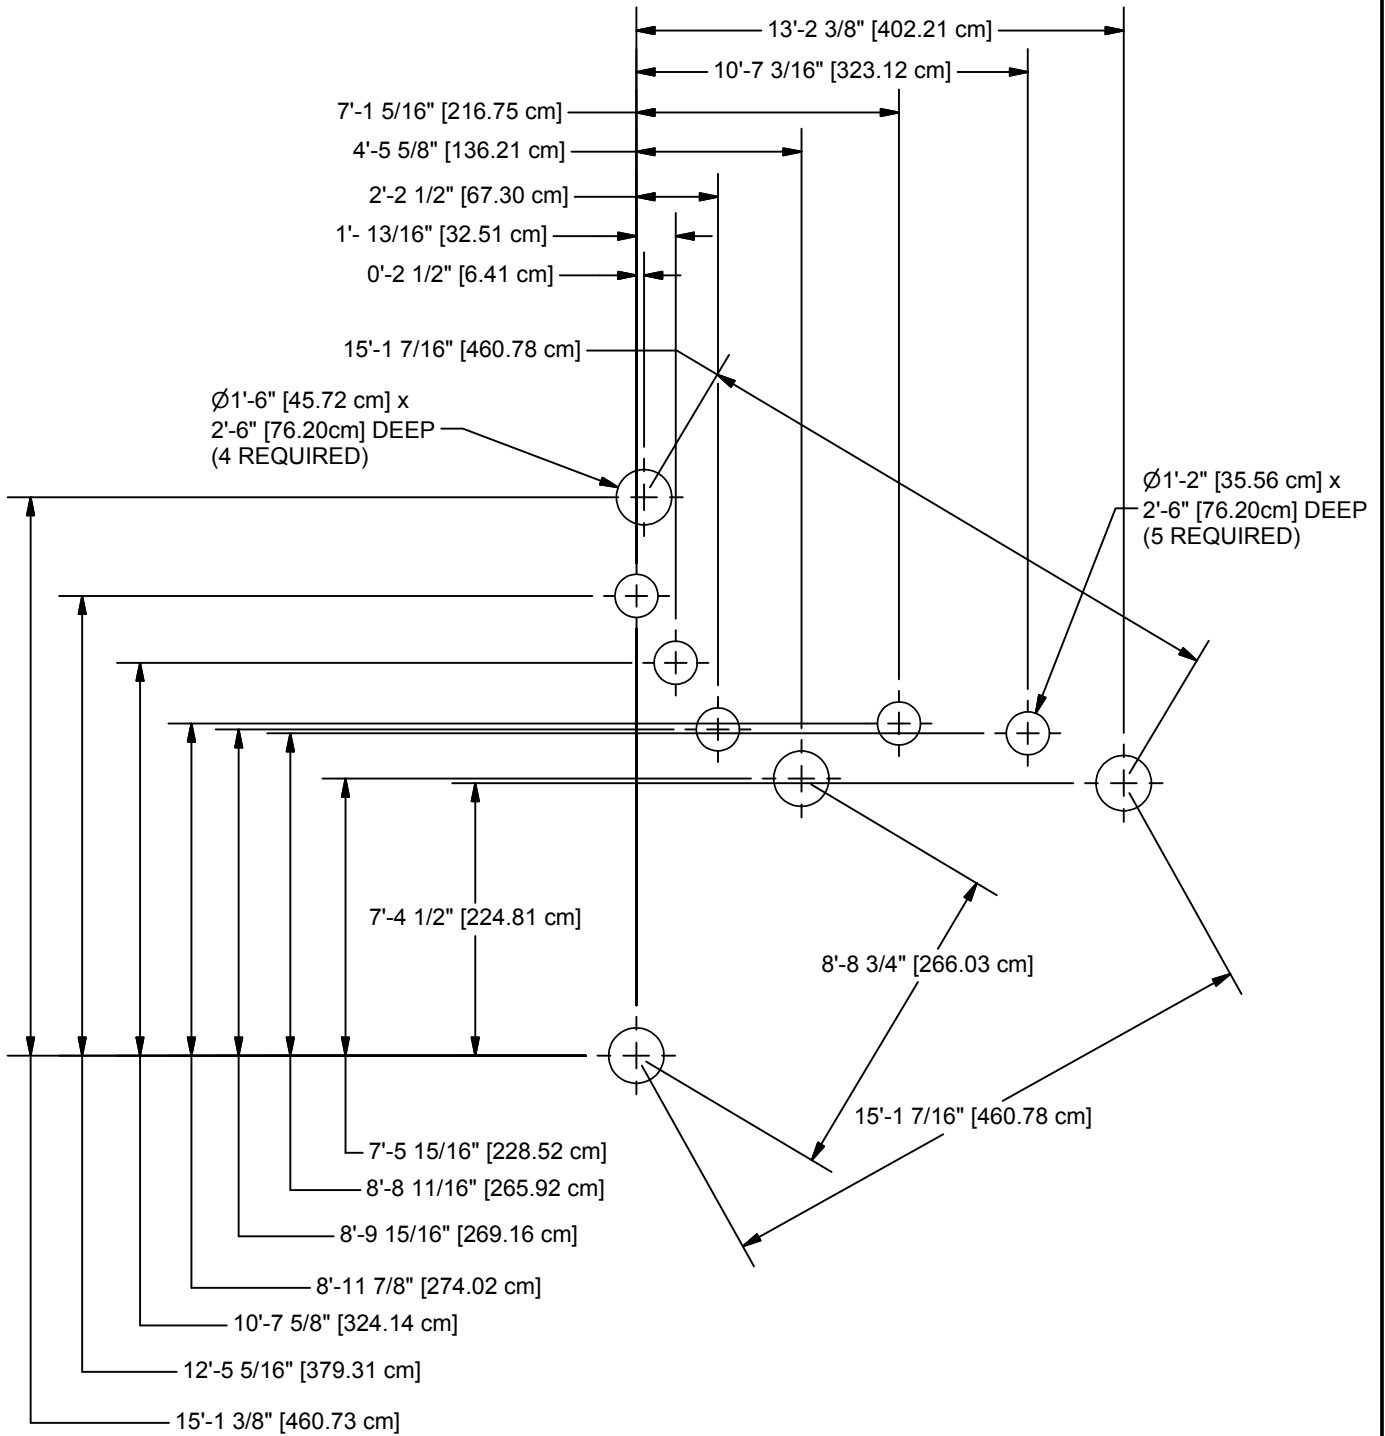 13'-2 3/8" [402.21 cm]
10'-7 3/16" [323.12 cm]
7'-1 5/16" [216.75 cm]
4'-5 5/8" [136.21 cm]
2'-2 1/2" [67.30 cm]
1'- 13/16" [32.51 cm]
0'-2 1/2" [6.41 cm]
15'-1 7/16" [460.78 cm]
Ø1'-6" [45.72 cm] x
2'-6" [76.20cm] DEEP
(4 REQUIRED)
Ø1'-2" [35.56 cm] x
2'-6" [76.20cm] DEEP
(5 REQUIRED)
7'-4 1/2" [224.81 cm]
8'-8 3/4" [266.03 cm]
15'-1 7/16" [460.78 cm]
7'-5 15/16" [228.52 cm]
8'-8 11/16" [265.92 cm]
8'-9 15/16" [269.16 cm]
8'-11 7/8" [274.02 cm]
10'-7 5/8" [324.14 cm]
12'-5 5/16" [379.31 cm]
15'-1 3/8" [460.73 cm]